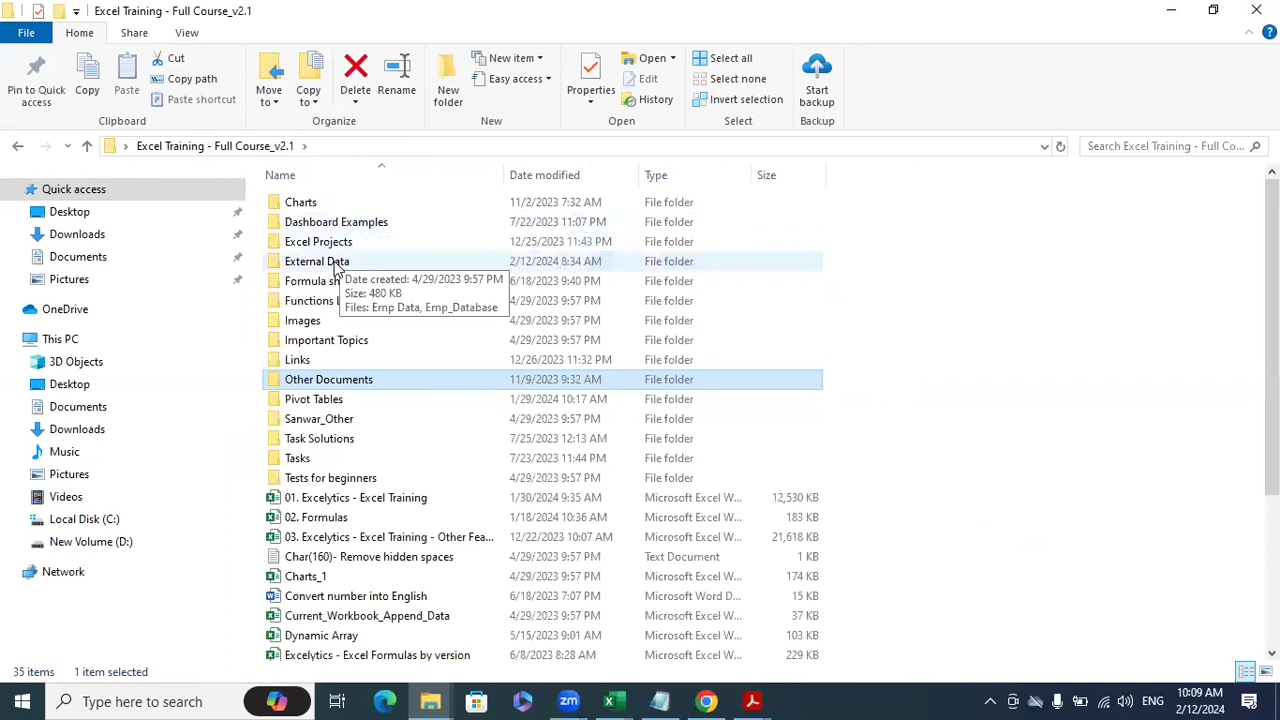 Excel Training - Full Course_v2.1
File Home Share View
Pin to Quick access
Copy
Paste
Cut
Copy path
Paste shortcut
Clipboard
Move to
Copy to
Delete
Rename
Organize
New folder
New item
Easy access
New
Properties
Open
Edit
History
Open
Select all
Select none
Invert selection
Select
Start backup
Backup
Excel Training - Full Course_v2.1
Search Excel Training - Full Co...
Quick access
Desktop
Downloads
Documents
Pictures
OneDrive
This PC
3D Objects
Desktop
Documents
Downloads
Music
Pictures
Videos
Local Disk (C:)
New Volume (D:)
Network
Name Date modified Type Size
Charts 11/2/2023 7:32 AM File folder
Dashboard Examples 7/22/2023 11:07 PM File folder
Excel Projects 12/25/2023 11:43 PM File folder
External Data 2/12/2024 8:34 AM File folder
Formula sh 6/18/2023 9:40 PM File folder
Functions L 4/29/2023 9:57 PM File folder
Date created: 4/29/2023 9:57 PM
Size: 480 KB
Files: Emp Data, Emp_Database
Images 4/29/2023 9:57 PM File folder
Important Topics 4/29/2023 9:57 PM File folder
Links 12/26/2023 11:32 PM File folder
Other Documents 11/9/2023 9:32 AM File folder
Pivot Tables 1/29/2024 10:17 AM File folder
Sanwar_Other 4/29/2023 9:57 PM File folder
Task Solutions 7/25/2023 12:13 AM File folder
Tasks 7/23/2023 11:44 PM File folder
Tests for beginners 4/29/2023 9:57 PM File folder
01. Excelytics - Excel Training 1/30/2024 9:35 AM Microsoft Excel W... 12,530 KB
02. Formulas 1/18/2024 10:36 AM Microsoft Excel W... 183 KB
03. Excelytics - Excel Training - Other Fea... 12/22/2023 10:07 AM Microsoft Excel W... 21,618 KB
Char(160)- Remove hidden spaces 4/29/2023 9:57 PM Text Document 1 KB
Charts_1 4/29/2023 9:57 PM Microsoft Excel W... 174 KB
Convert number into English 6/18/2023 7:07 PM Microsoft Word D... 15 KB
Current_Workbook_Append_Data 4/29/2023 9:57 PM Microsoft Excel W... 37 KB
Dynamic Array 5/15/2023 9:01 AM Microsoft Excel W... 103 KB
Excelytics - Excel Formulas by version 6/8/2023 8:28 AM Microsoft Excel W... 229 KB
35 items 1 item selected
Type here to search
zm
ENG
10:09 AM
2/12/2024